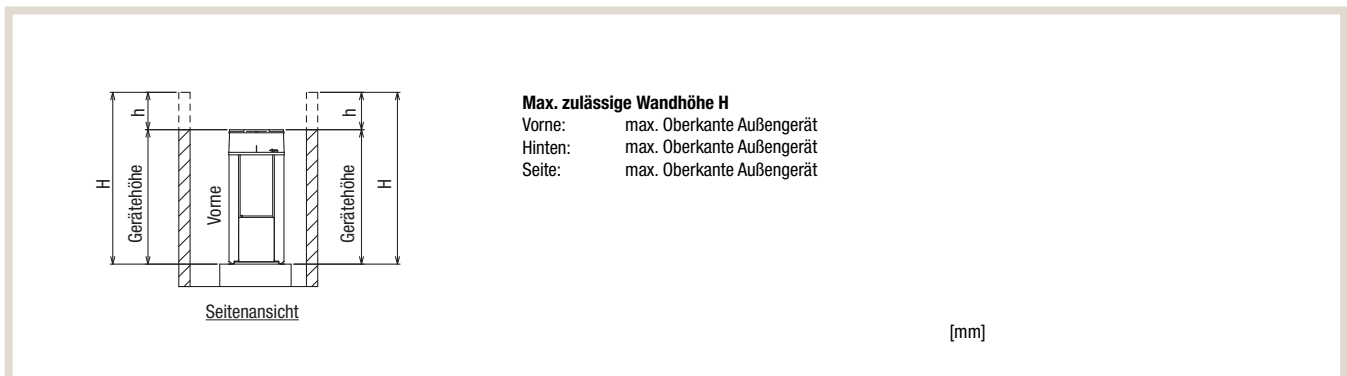 H
h
Gerätehöhe
Vorne
h
Gerätehöhe
H
Seitenansicht
Max. zulässige Wandhöhe H
Vorne: max. Oberkante Außengerät
Hinten: max. Oberkante Außengerät
Seite: max. Oberkante Außengerät
[mm]